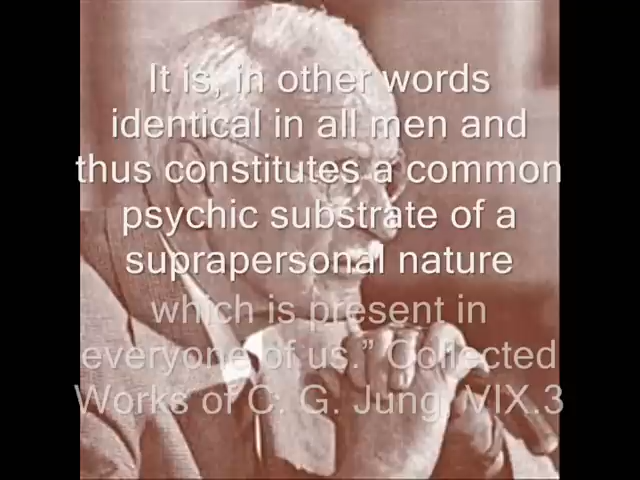 It is, in other words
identical in all men and
thus constitutes a common
psychic substrate of a
suprapersonal nature
which is present in
everyone of us.” Collected
Works of C. G. Jung, VIX.3